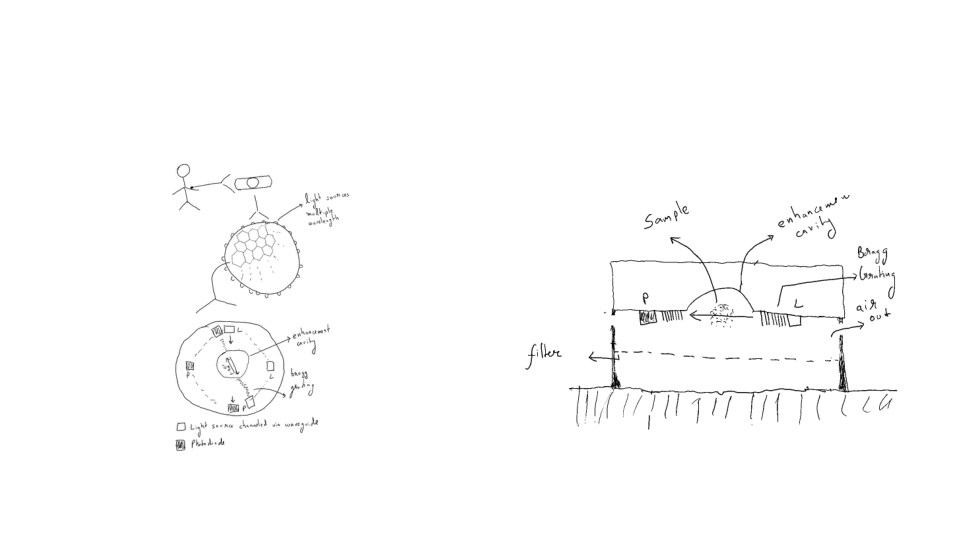 light sources
multiple
wavelength
L
enhancement
cavity
P
L
bragg
grating
P
Light source channeled via waveguide
Photodiode
Sample
enhancement
cavity
Bragg
Grating
P
L
air
out
filter